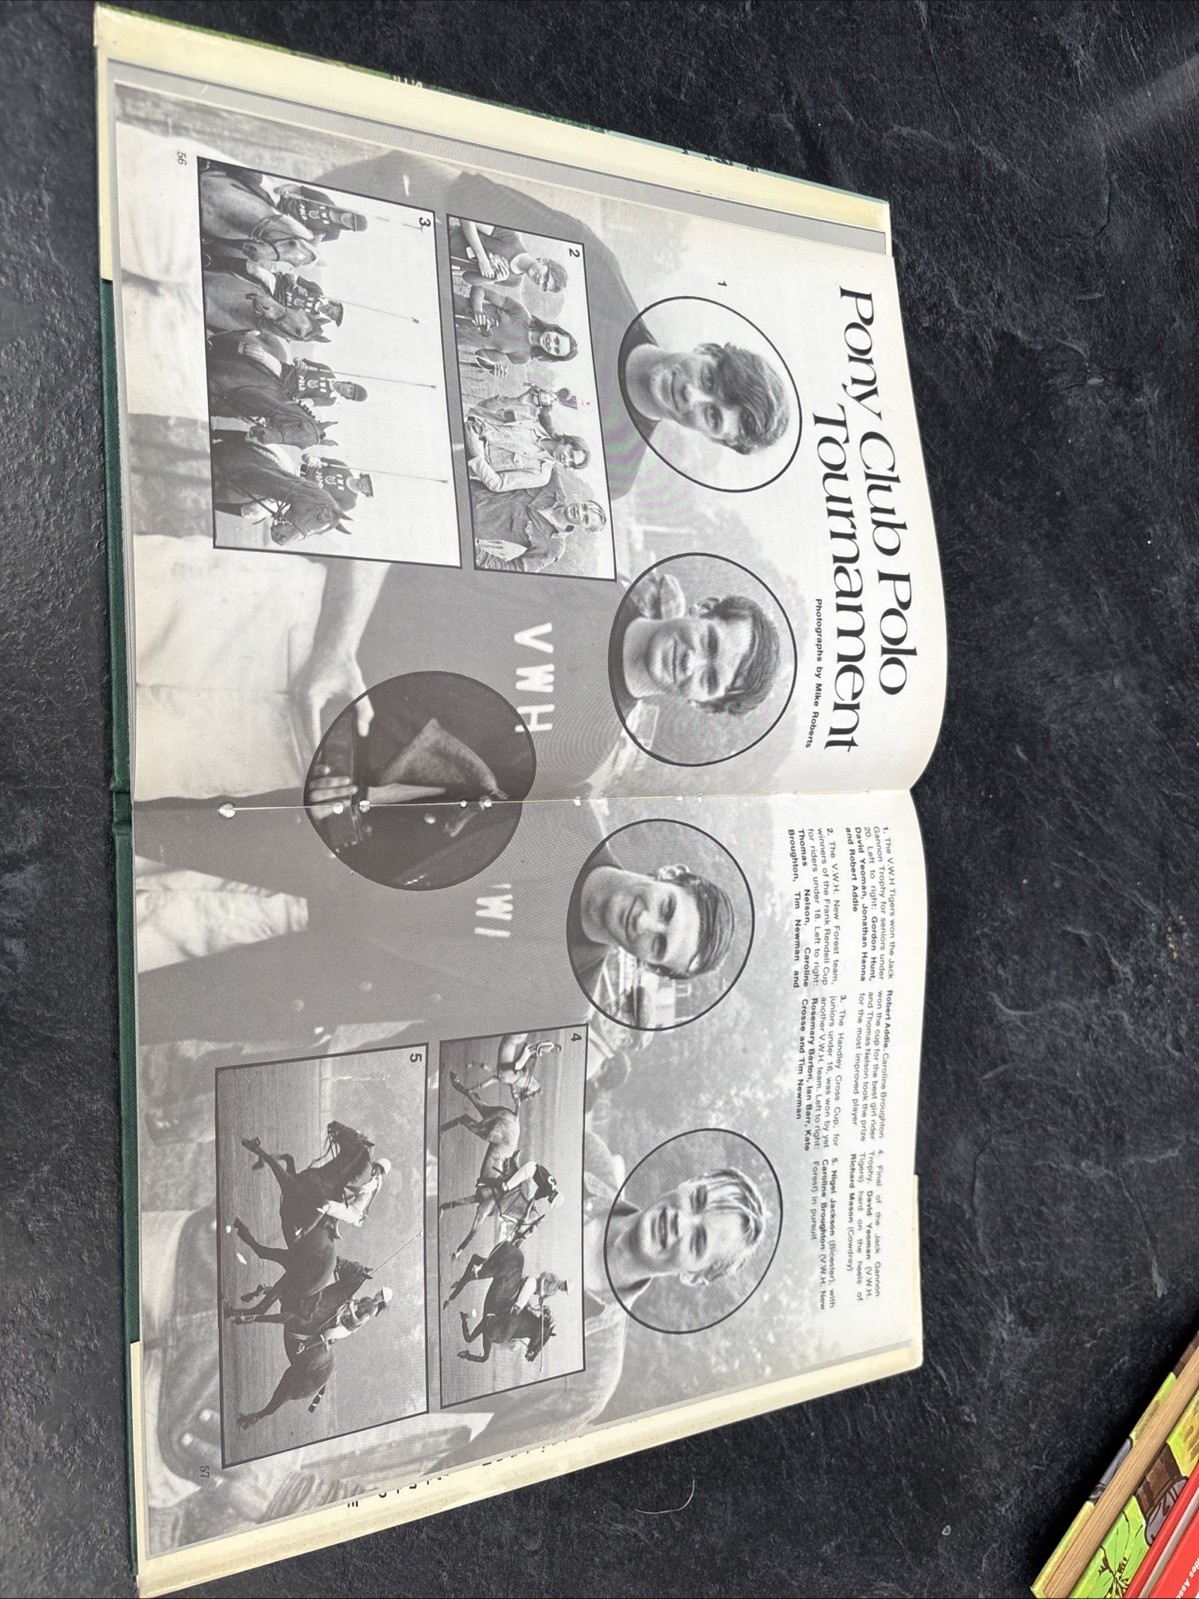 Pony Club Polo
Tournament
Photographs by Mike Roberts
1
2
3
VWH
56
1. The V.W.H Tigers won the Jack
Gannon Trophy for seniors under
20. Left to right: Gordon Hunt,
David Yeoman, Jonathan Hanna
and Robert Addie
2. The V.W.H. New Forest team,
winners of the Frank Rendell Cup
for riders under 18. Left to right:
Thomas Nelson, Caroline
Broughton, Tim Newman and
Robert Addie. Caroline Broughton
won the cup for the best girl rider
and Thomas Nelson took the prize
for the most improved player
3. The Handley Cross Cup, for
juniors under 16, was won by yet
another V.W.H. team. Left to right:
Rosemary Barton, Ian Barr, Kate
Crosse and Tim Newman
4. Final of the Jack Gannon
Trophy. David Yeoman (V.W.H.
Tigers) hard on the heels of
Richard Mason (Cowdray)
5. Nigel Jackson (Bicester), with
Caroline Broughton (V.W.H. New
Forest) in pursuit
4
5
57